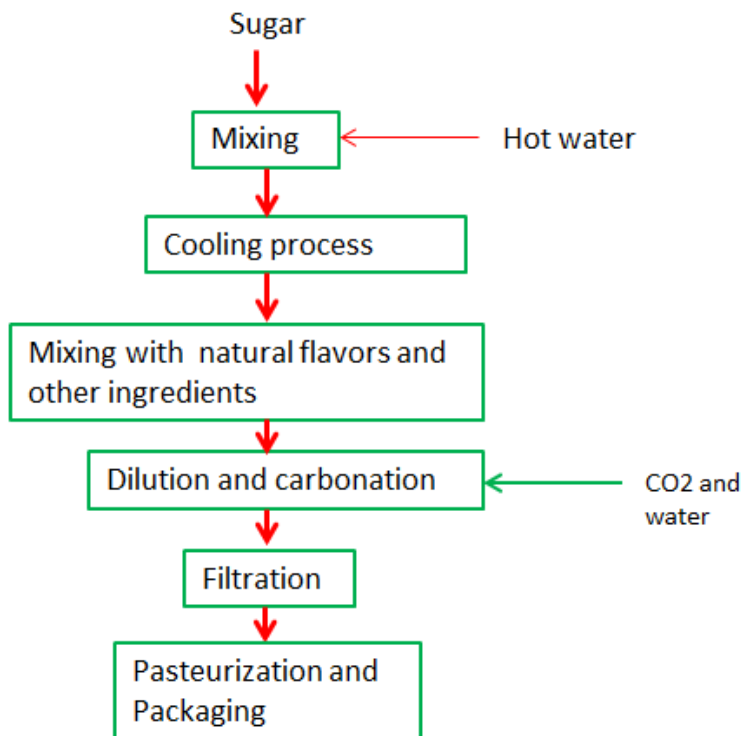 Sugar
Mixing
Hot water
Cooling process
Mixing with natural flavors and
other ingredients
Dilution and carbonation
CO2 and
water
Filtration
Pasteurization and
Packaging